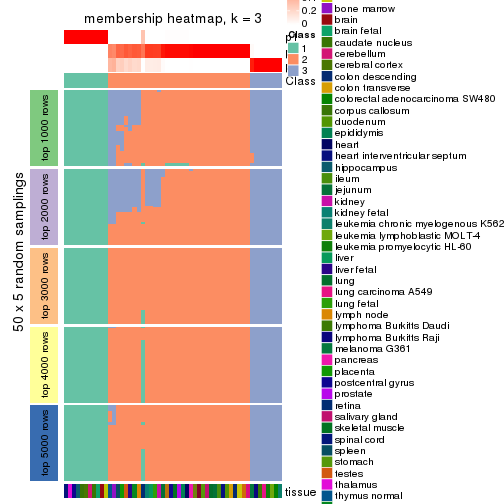 membership heatmap, k = 3
0.2
0
Class
1
2
3
Class
50 x 5 random samplings
top 1000 rows
top 2000 rows
top 3000 rows
top 4000 rows
top 5000 rows
tissue
bone marrow
brain
brain fetal
caudate nucleus
cerebellum
cerebral cortex
colon descending
colon transverse
colorectal adenocarcinoma SW480
corpus callosum
duodenum
epididymis
heart
heart interventricular septum
hippocampus
ileum
jejunum
kidney
kidney fetal
leukemia chronic myelogenous K562
leukemia lymphoblastic MOLT-4
leukemia promyelocytic HL-60
liver
liver fetal
lung
lung carcinoma A549
lung fetal
lymph node
lymphoma Burkitts Daudi
lymphoma Burkitts Raji
melanoma G361
pancreas
placenta
postcentral gyrus
prostate
retina
salivary gland
skeletal muscle
spinal cord
spleen
stomach
testes
thalamus
thymus normal